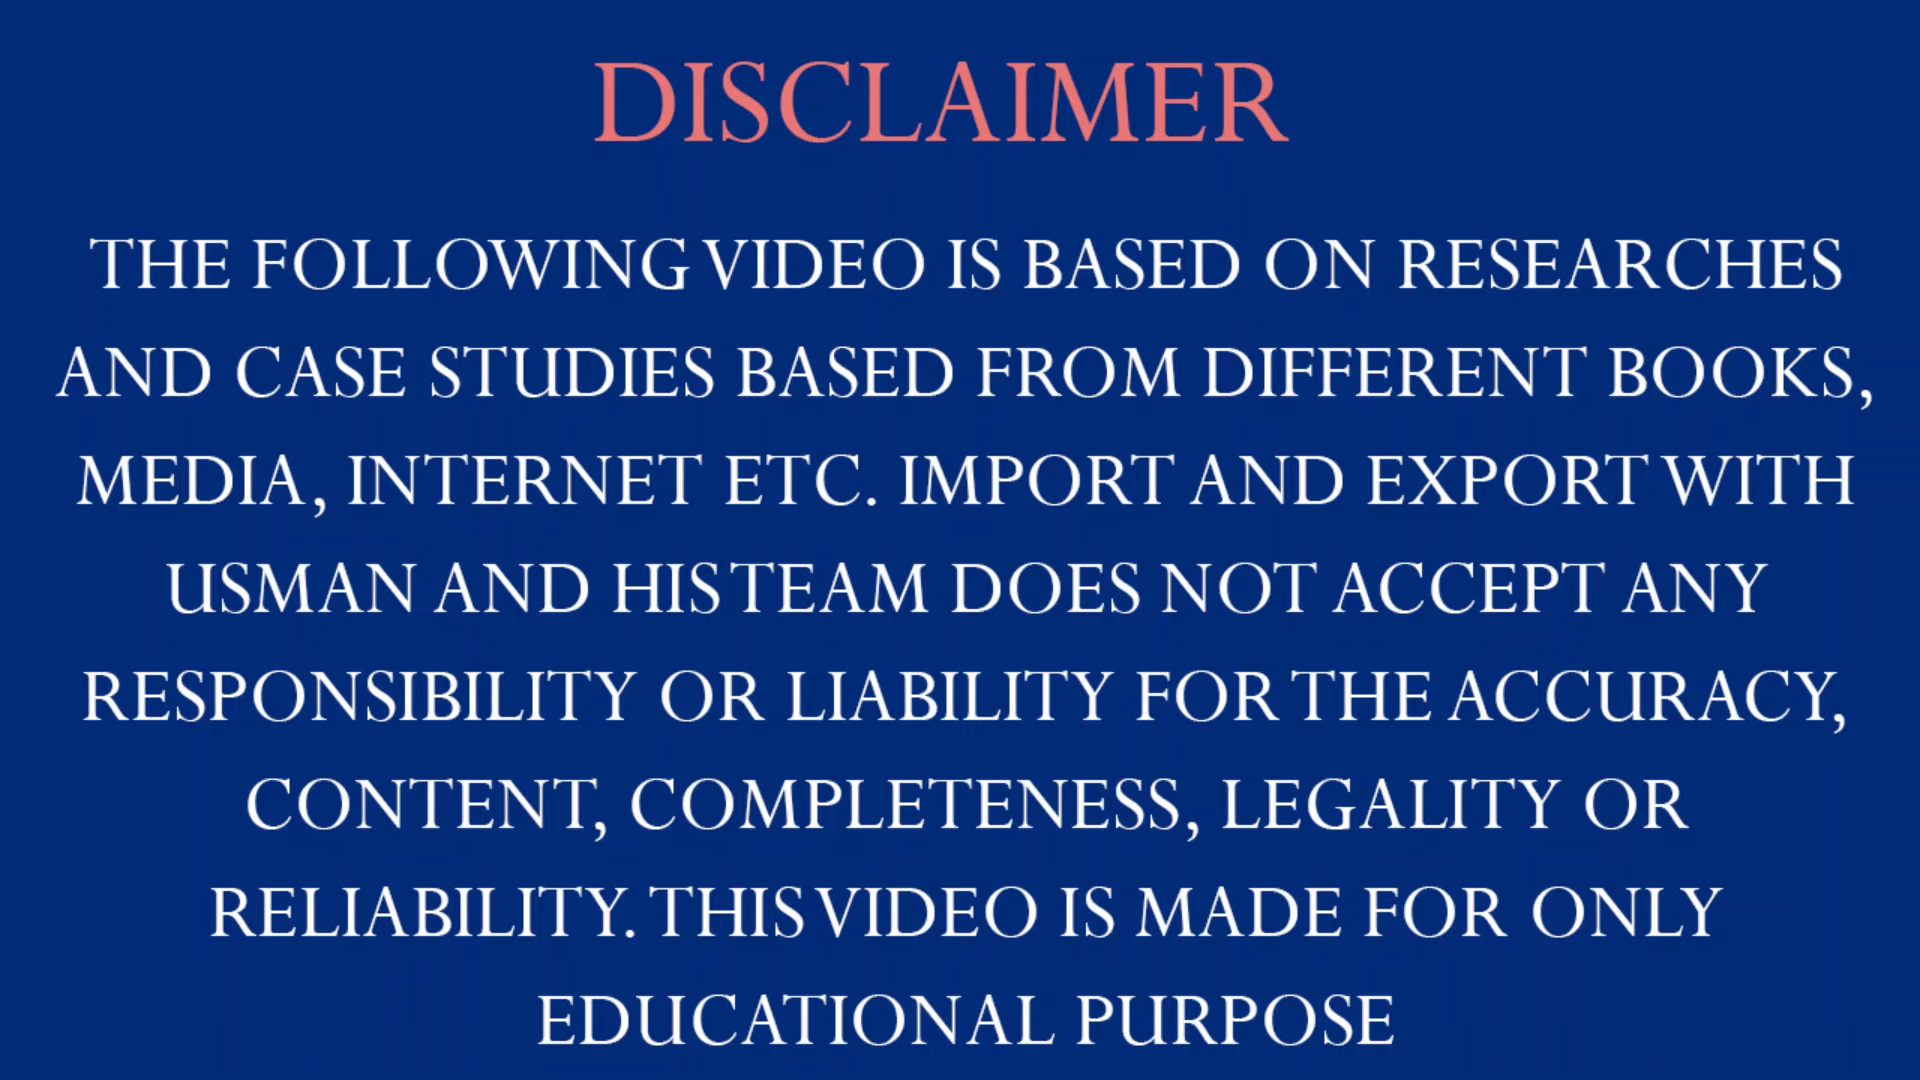 DISCLAIMER
THE FOLLOWING VIDEO IS BASED ON RESEARCHES
AND CASE STUDIES BASED FROM DIFFERENT BOOKS,
MEDIA, INTERNET ETC. IMPORT AND EXPORT WITH
USMAN AND HIS TEAM DOES NOT ACCEPT ANY
RESPONSIBILITY OR LIABILITY FOR THE ACCURACY,
CONTENT, COMPLETENESS, LEGALITY OR
RELIABILITY. THIS VIDEO IS MADE FOR ONLY
EDUCATIONAL PURPOSE